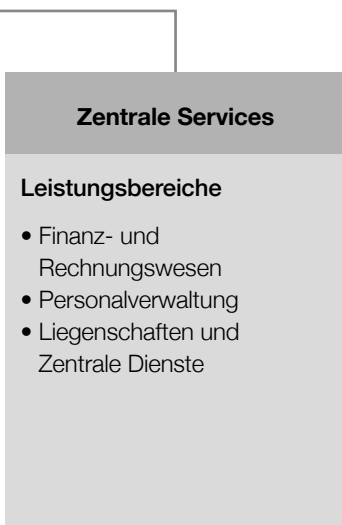 Zentrale Services
Leistungsbereiche
• Finanz- und
Rechnungswesen
• Personalverwaltung
• Liegenschaften und
Zentrale Dienste